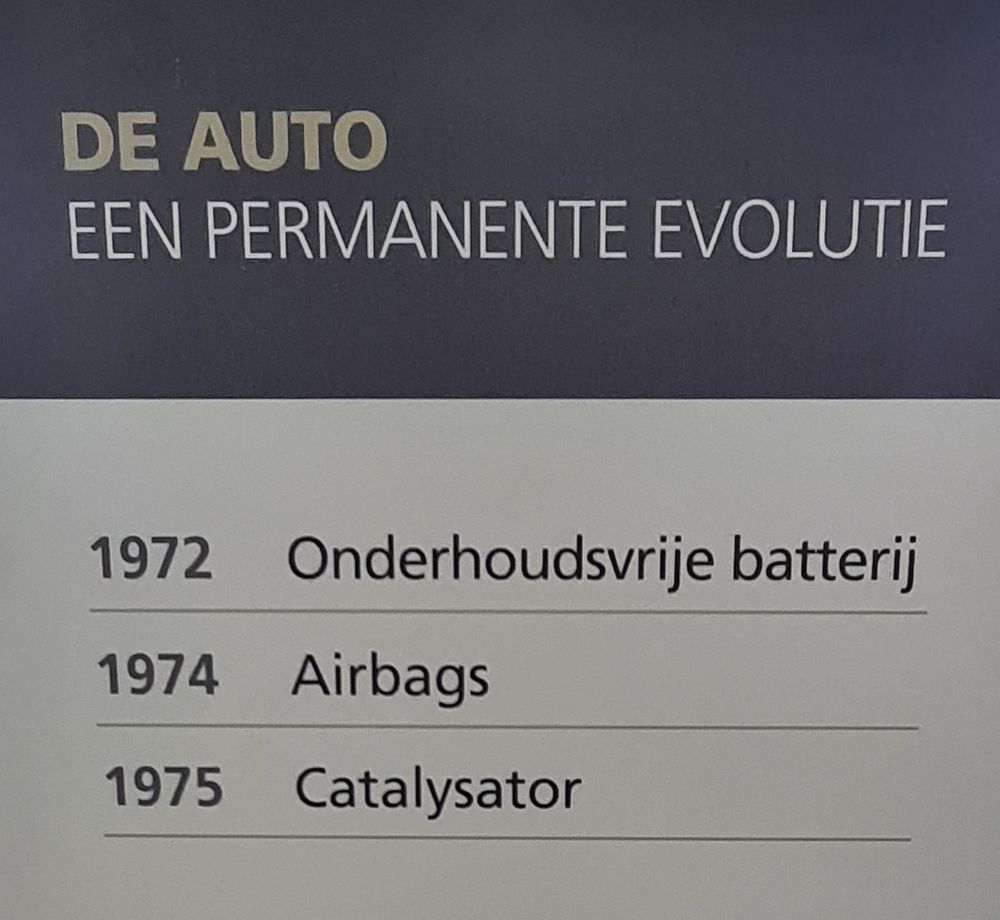 DE AUTO
EEN PERMANENTE EVOLUTIE
1972 Onderhoudsvrije batterij
1974 Airbags
1975 Catalysator